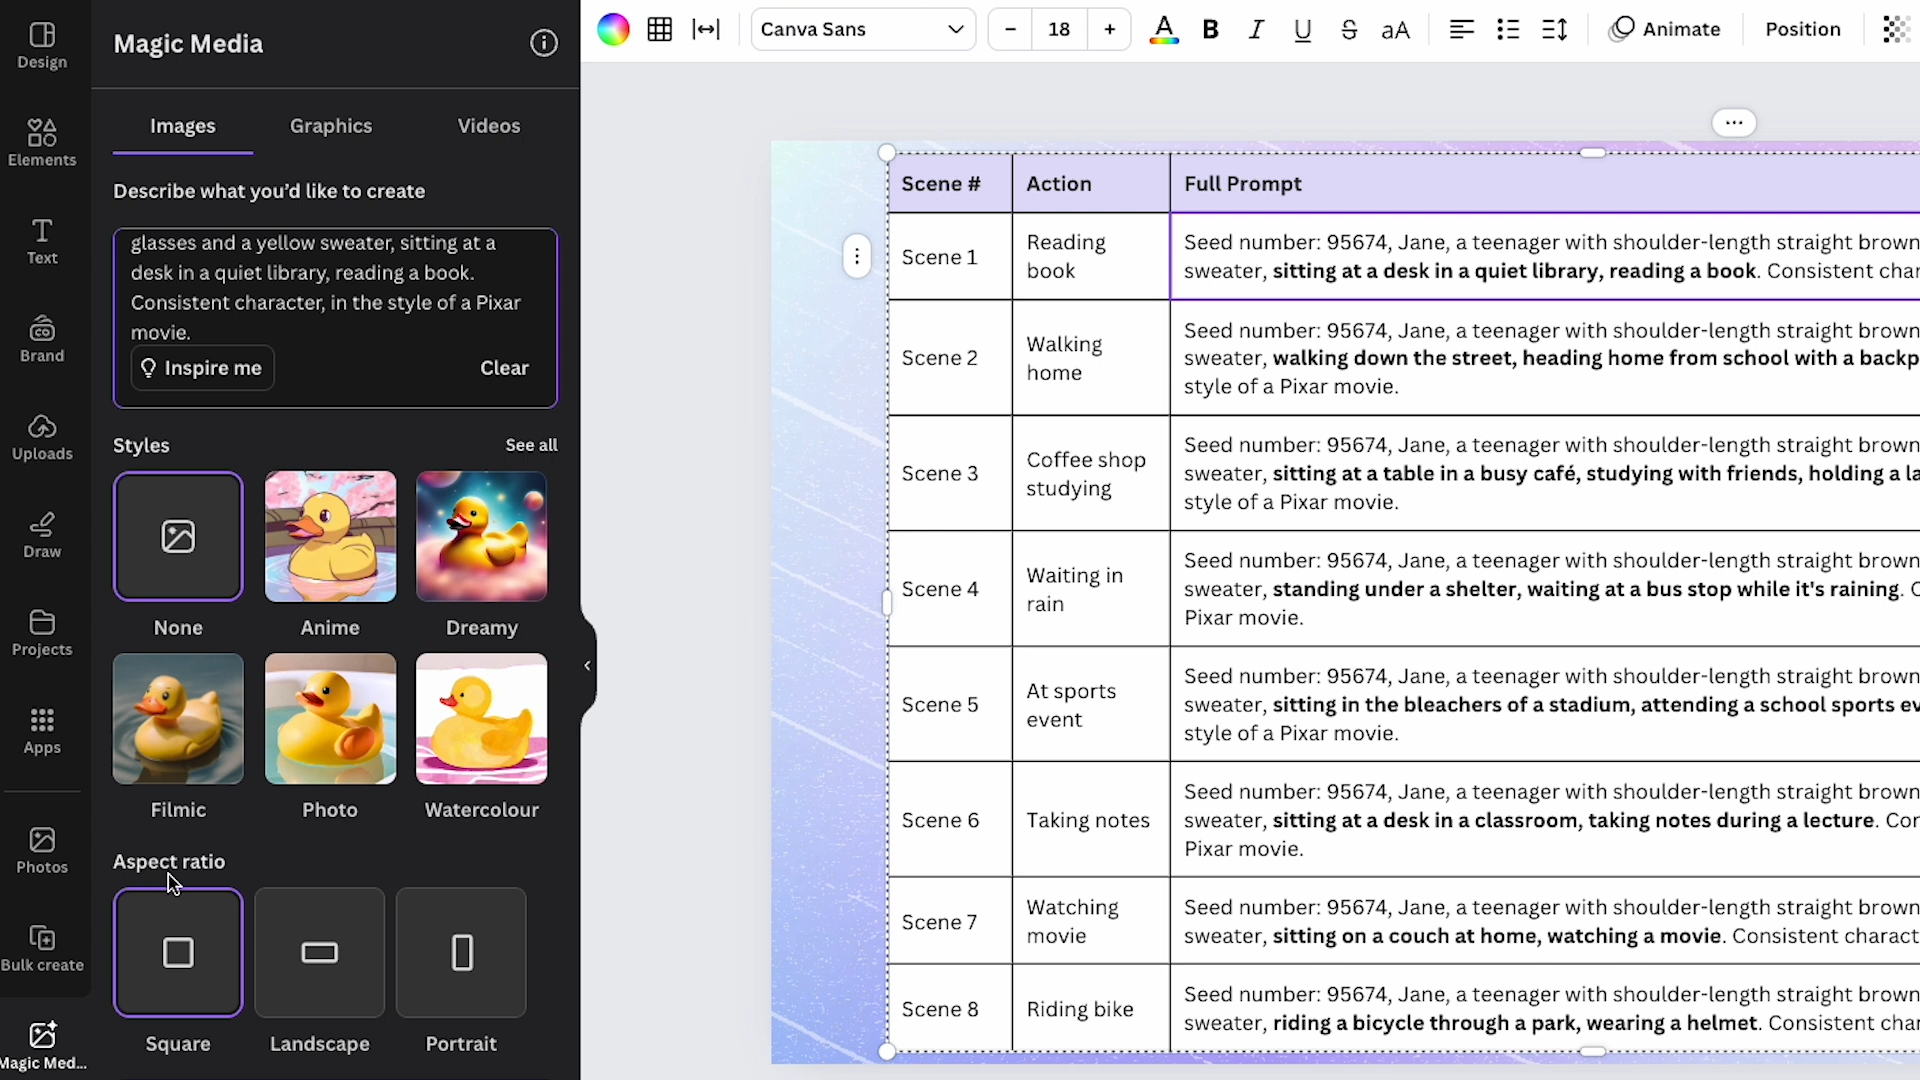 Design
Elements
Text
Brand
Uploads
Draw
Projects
Apps
Photos
Bulk create
Magic Med...
Magic Media
Images
Graphics
Videos
Describe what you’d like to create
glasses and a yellow sweater, sitting at a
desk in a quiet library, reading a book.
Consistent character, in the style of a Pixar
movie.
Inspire me
Clear
Styles
See all
None
Anime
Dreamy
Filmic
Photo
Watercolour
Aspect ratio
Square
Landscape
Portrait
Canva Sans
18
A
B
I
U
S
aA
Animate
Position
Scene #
Action
Full Prompt
Scene 1
Reading
book
Seed number: 95674, Jane, a teenager with shoulder-length straight brown
sweater, sitting at a desk in a quiet library, reading a book. Consistent char
Scene 2
Walking
home
Seed number: 95674, Jane, a teenager with shoulder-length straight brown
sweater, walking down the street, heading home from school with a backp
style of a Pixar movie.
Scene 3
Coffee shop
studying
Seed number: 95674, Jane, a teenager with shoulder-length straight brown
sweater, sitting at a table in a busy café, studying with friends, holding a la
style of a Pixar movie.
Scene 4
Waiting in
rain
Seed number: 95674, Jane, a teenager with shoulder-length straight brown
sweater, standing under a shelter, waiting at a bus stop while it's raining. C
Pixar movie.
Scene 5
At sports
event
Seed number: 95674, Jane, a teenager with shoulder-length straight brown
sweater, sitting in the bleachers of a stadium, attending a school sports ev
style of a Pixar movie.
Scene 6
Taking notes
Seed number: 95674, Jane, a teenager with shoulder-length straight brown
sweater, sitting at a desk in a classroom, taking notes during a lecture. Con
Pixar movie.
Scene 7
Watching
movie
Seed number: 95674, Jane, a teenager with shoulder-length straight brown
sweater, sitting on a couch at home, watching a movie. Consistent charact
Scene 8
Riding bike
Seed number: 95674, Jane, a teenager with shoulder-length straight brown
sweater, riding a bicycle through a park, wearing a helmet. Consistent char